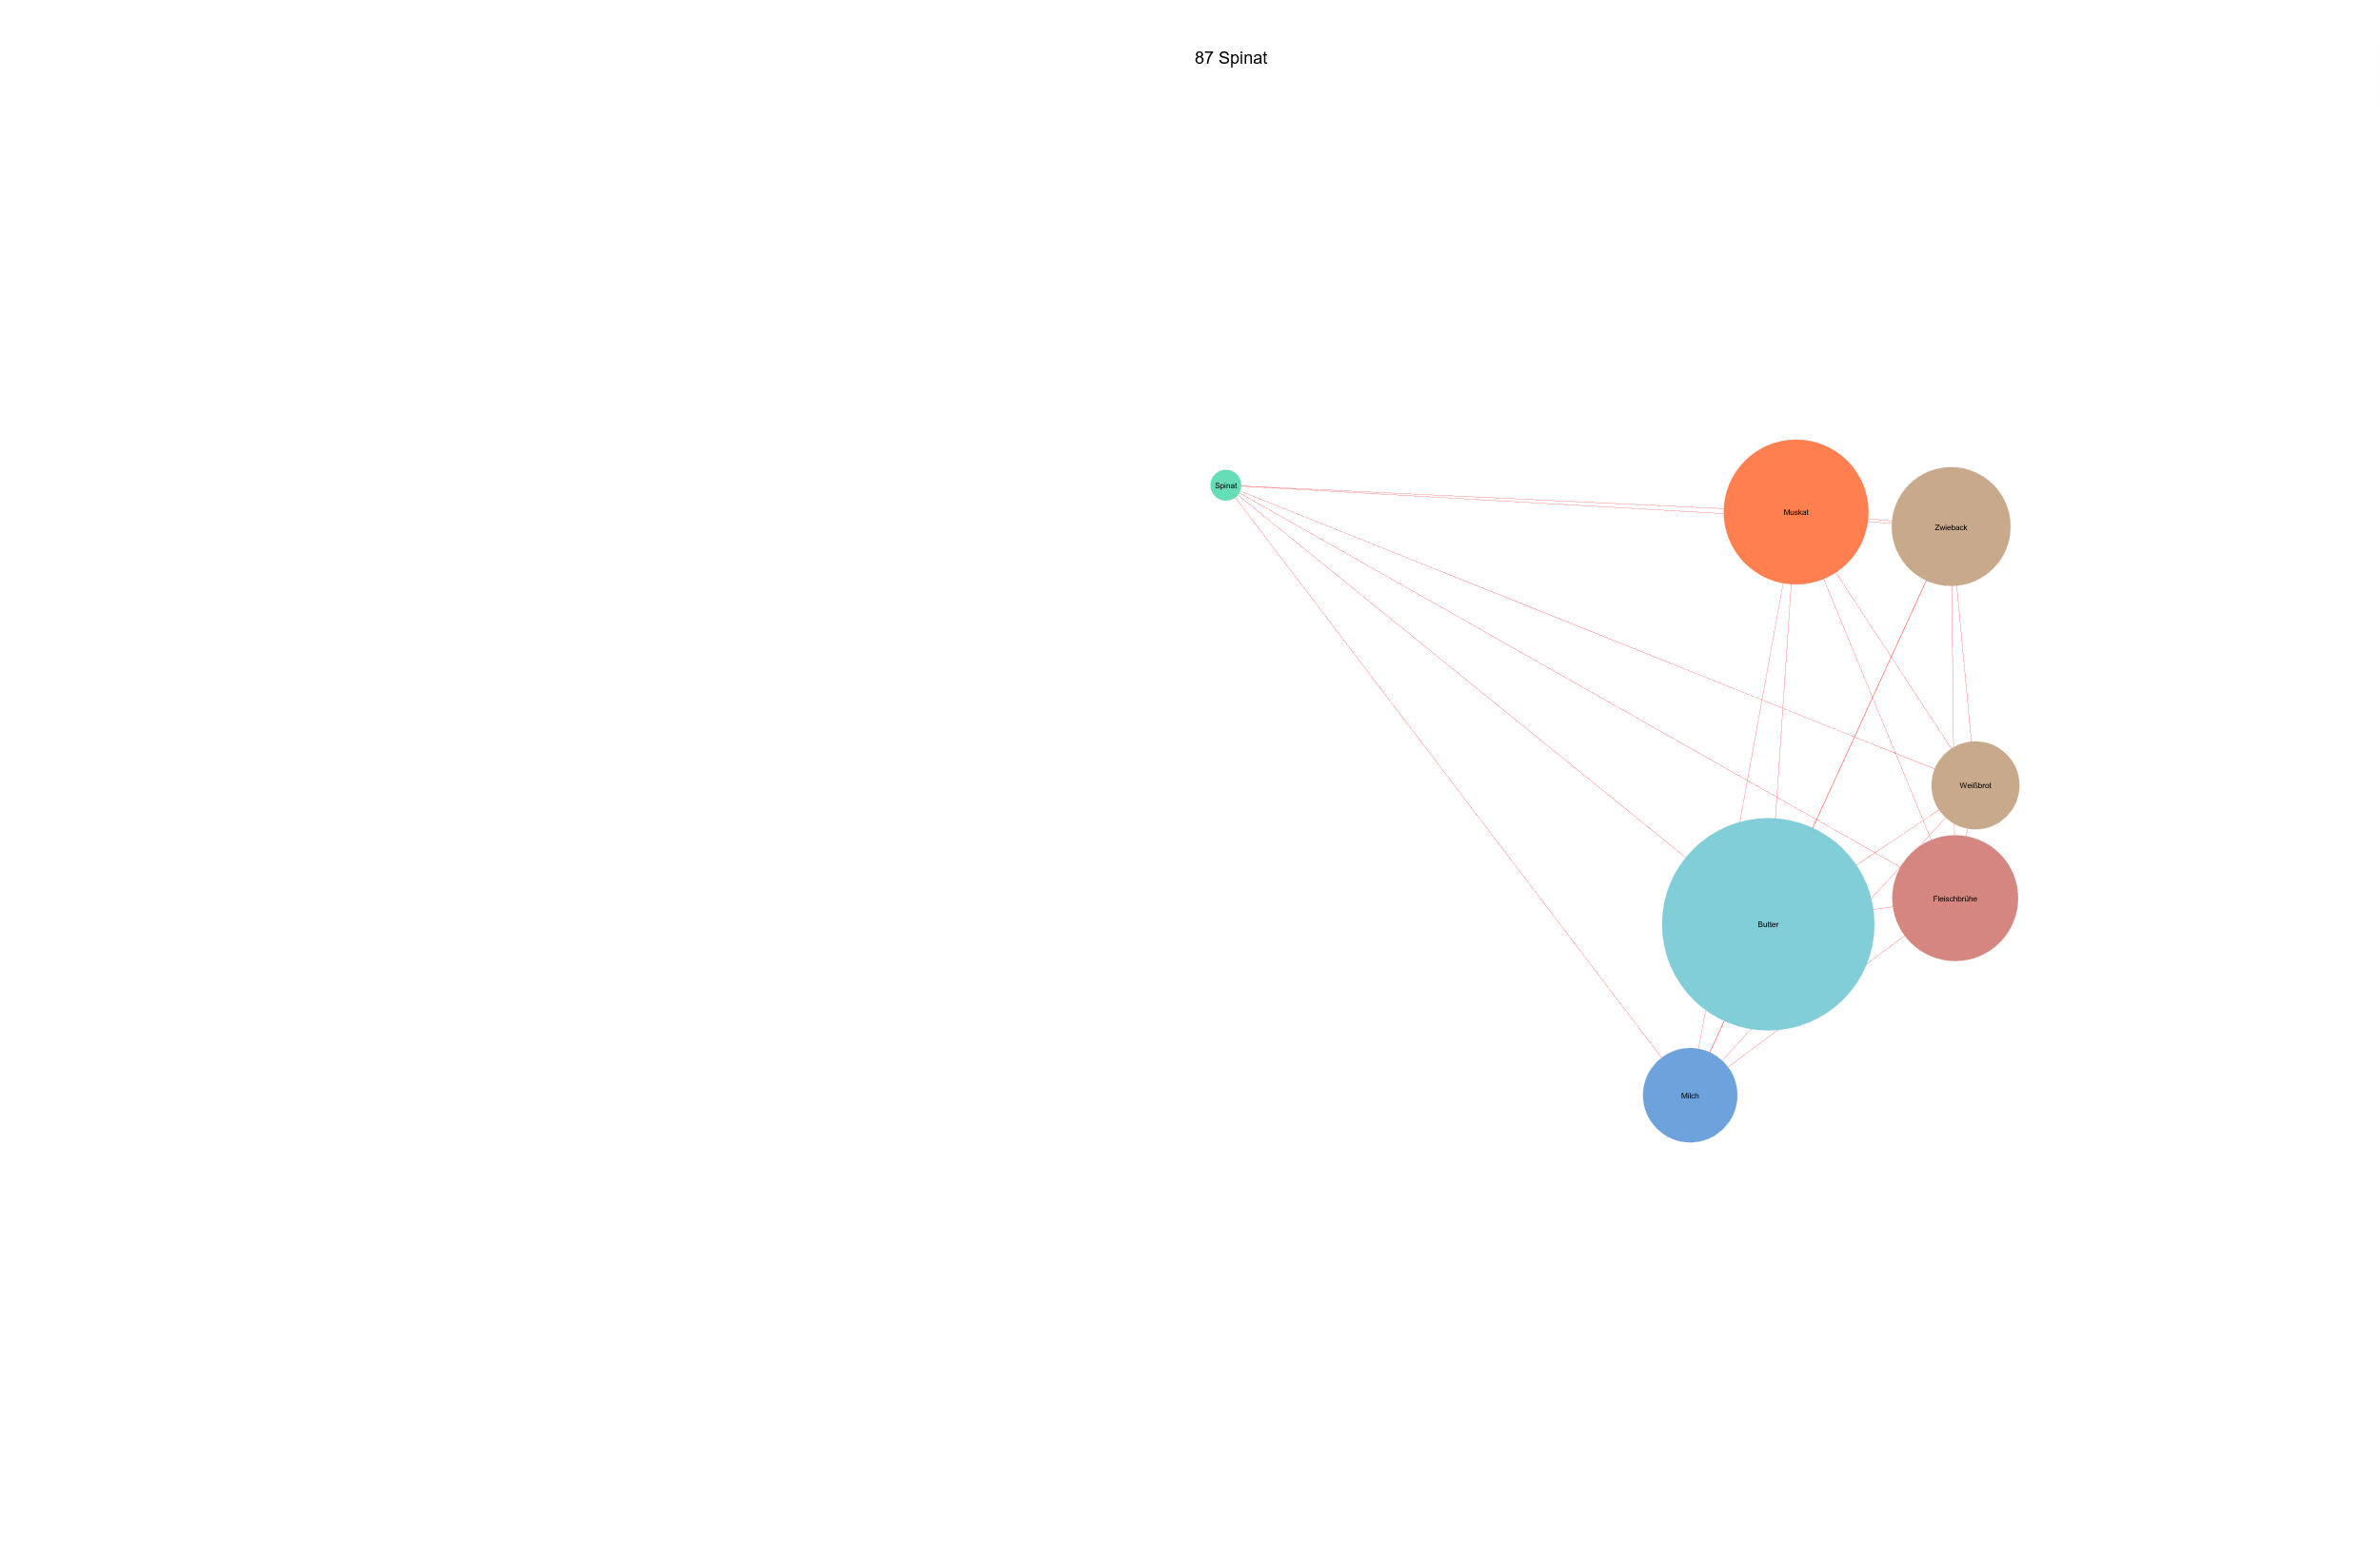 87 Spinat
Spinat
Muskat
Zwieback
Weißbrot
Fleischbrühe
Butter
Milch